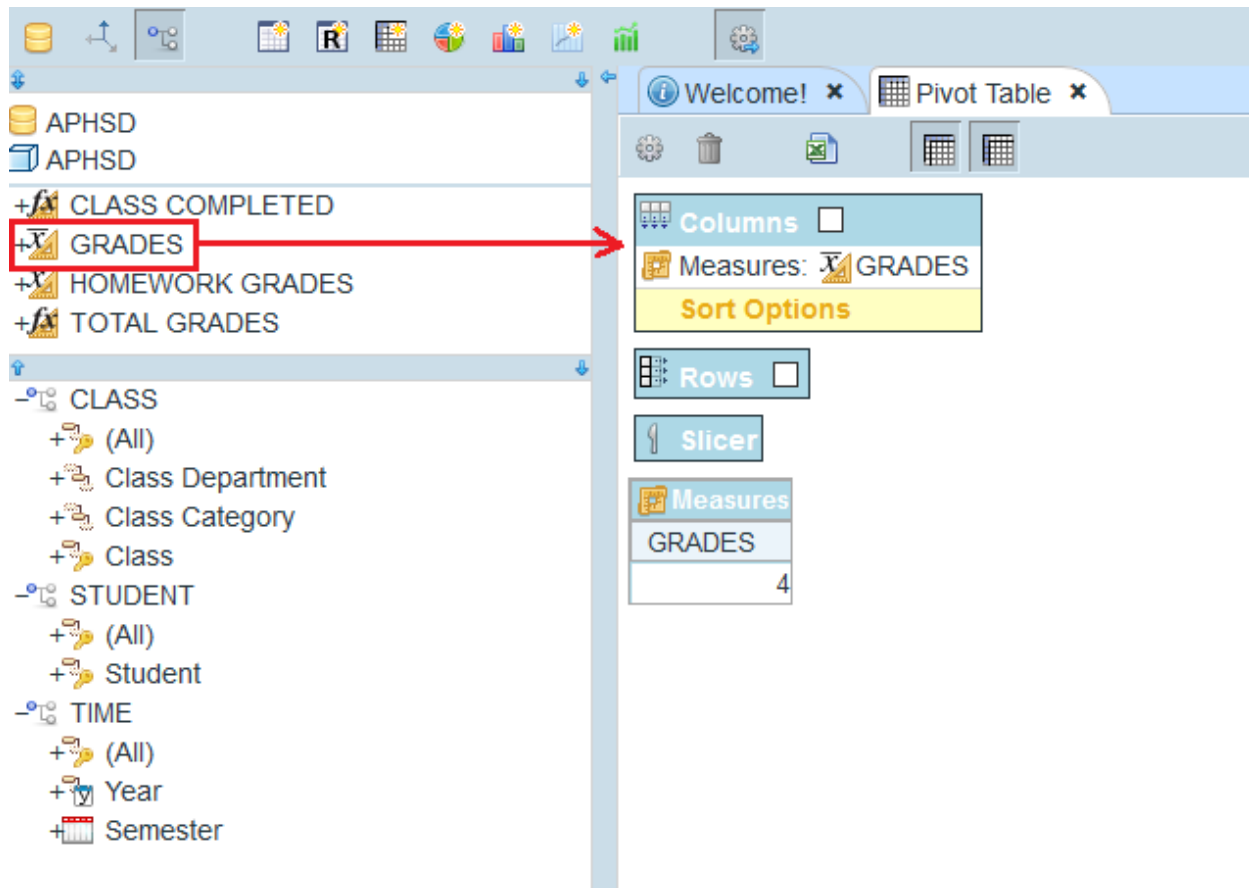 Welcome!
Pivot Table
APHSD
APHSD
CLASS COMPLETED
GRADES
HOMEWORK GRADES
TOTAL GRADES
CLASS
(All)
Class Department
Class Category
Class
STUDENT
(All)
Student
TIME
(All)
Year
Semester
Columns
Measures: GRADES
Sort Options
Rows
Slicer
Measures
GRADES
4